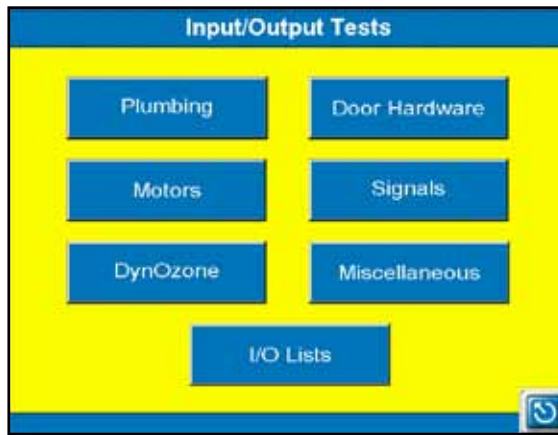 Input/Output Tests
Plumbing
Door Hardware
Motors
Signals
DynOzone
Miscellaneous
I/O Lists